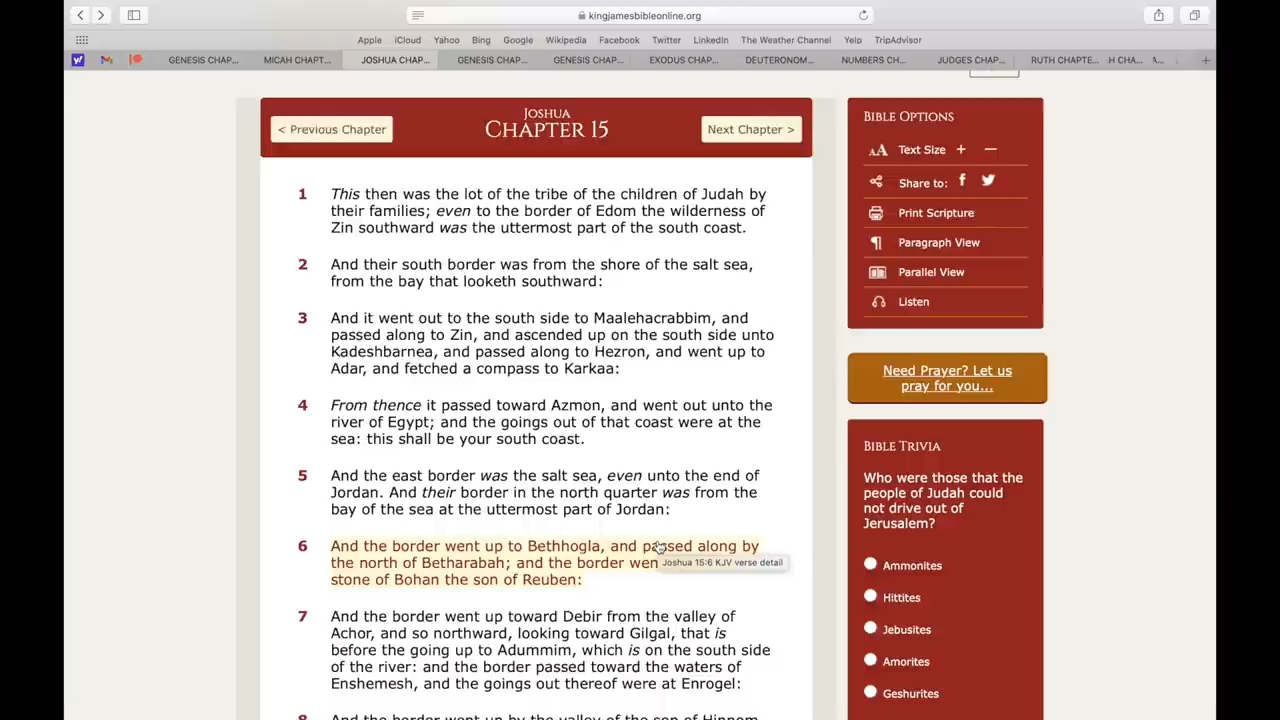 kingjamesbibleonline.org
Apple iCloud Yahoo Bing Google Wikipedia Facebook Twitter LinkedIn The Weather Channel Yelp TripAdvisor
GENESIS CHAP... MICAH CHAPT... JOSHUA CHAP... GENESIS CHAP... GENESIS CHAP... EXODUS CHAP... DEUTERONOM... NUMBERS CH... JUDGES CHAP... RUTH CHAPTE... H CHA... A...
JOSHUA
< Previous Chapter CHAPTER 15 Next Chapter >
1 This then was the lot of the tribe of the children of Judah by
their families; even to the border of Edom the wilderness of
Zin southward was the uttermost part of the south coast.
2 And their south border was from the shore of the salt sea,
from the bay that looketh southward:
3 And it went out to the south side to Maalehacrabbim, and
passed along to Zin, and ascended up on the south side unto
Kadeshbarnea, and passed along to Hezron, and went up to
Adar, and fetched a compass to Karkaa:
4 From thence it passed toward Azmon, and went out unto the
river of Egypt; and the goings out of that coast were at the
sea: this shall be your south coast.
5 And the east border was the salt sea, even unto the end of
Jordan. And their border in the north quarter was from the
bay of the sea at the uttermost part of Jordan:
6 And the border went up to Bethhogla, and passed along by
the north of Betharabah; and the border wen
Joshua 15:6 KJV verse detail
stone of Bohan the son of Reuben:
7 And the border went up toward Debir from the valley of
Achor, and so northward, looking toward Gilgal, that is
before the going up to Adummim, which is on the south side
of the river: and the border passed toward the waters of
Enshemesh, and the goings out thereof were at Enrogel:
8 And the border went up by the valley of the son of Hinnom
BIBLE OPTIONS
AA Text Size + —
Share to:
Print Scripture
Paragraph View
Parallel View
Listen
Need Prayer? Let us
pray for you...
BIBLE TRIVIA
Who were those that the
people of Judah could
not drive out of
Jerusalem?
Ammonites
Hittites
Jebusites
Amorites
Geshurites